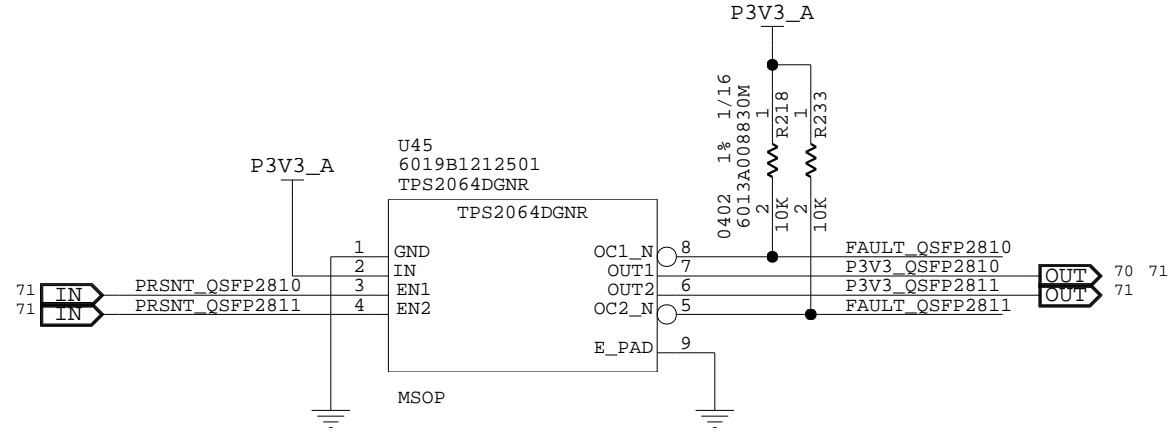 P3V3_A
0402 1% 1/16
6013A008830M
1 R218
2 10K
1 R233
2 10K
U45
6019B1212501
TPS2064DGNR
P3V3_A
TPS2064DGNR
1 GND OC1_N 8 FAULT_QSFP2810
2 IN OUT1 7 P3V3_QSFP2810 OUT 70 71
71 IN PRSNT_QSFP2810 3 EN1 OUT2 6 P3V3_QSFP2811 OUT 71
71 IN PRSNT_QSFP2811 4 EN2 OC2_N 5 FAULT_QSFP2811
E_PAD 9
MSOP